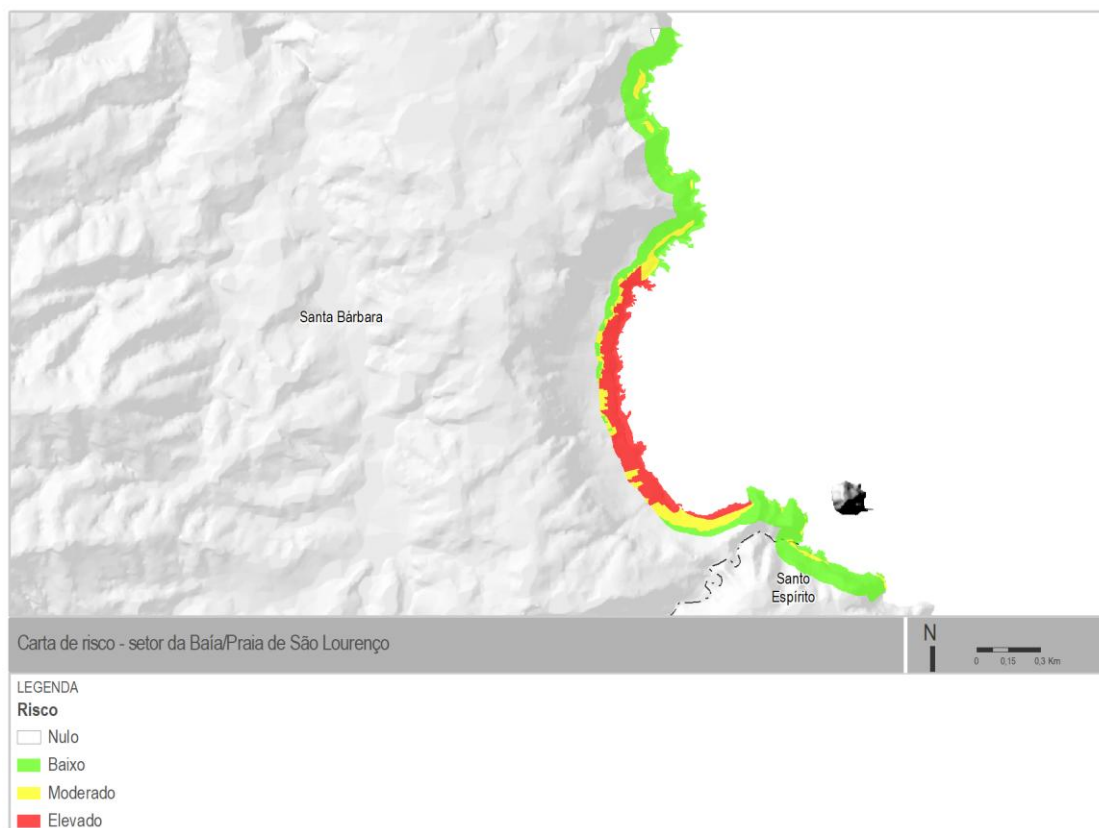 Santa Bárbara
Santo
Espírito
Carta de risco - setor da Baía/Praia de São Lourenço
N
0 0,15 0,3 Km
LEGENDA
Risco
Nulo
Baixo
Moderado
Elevado